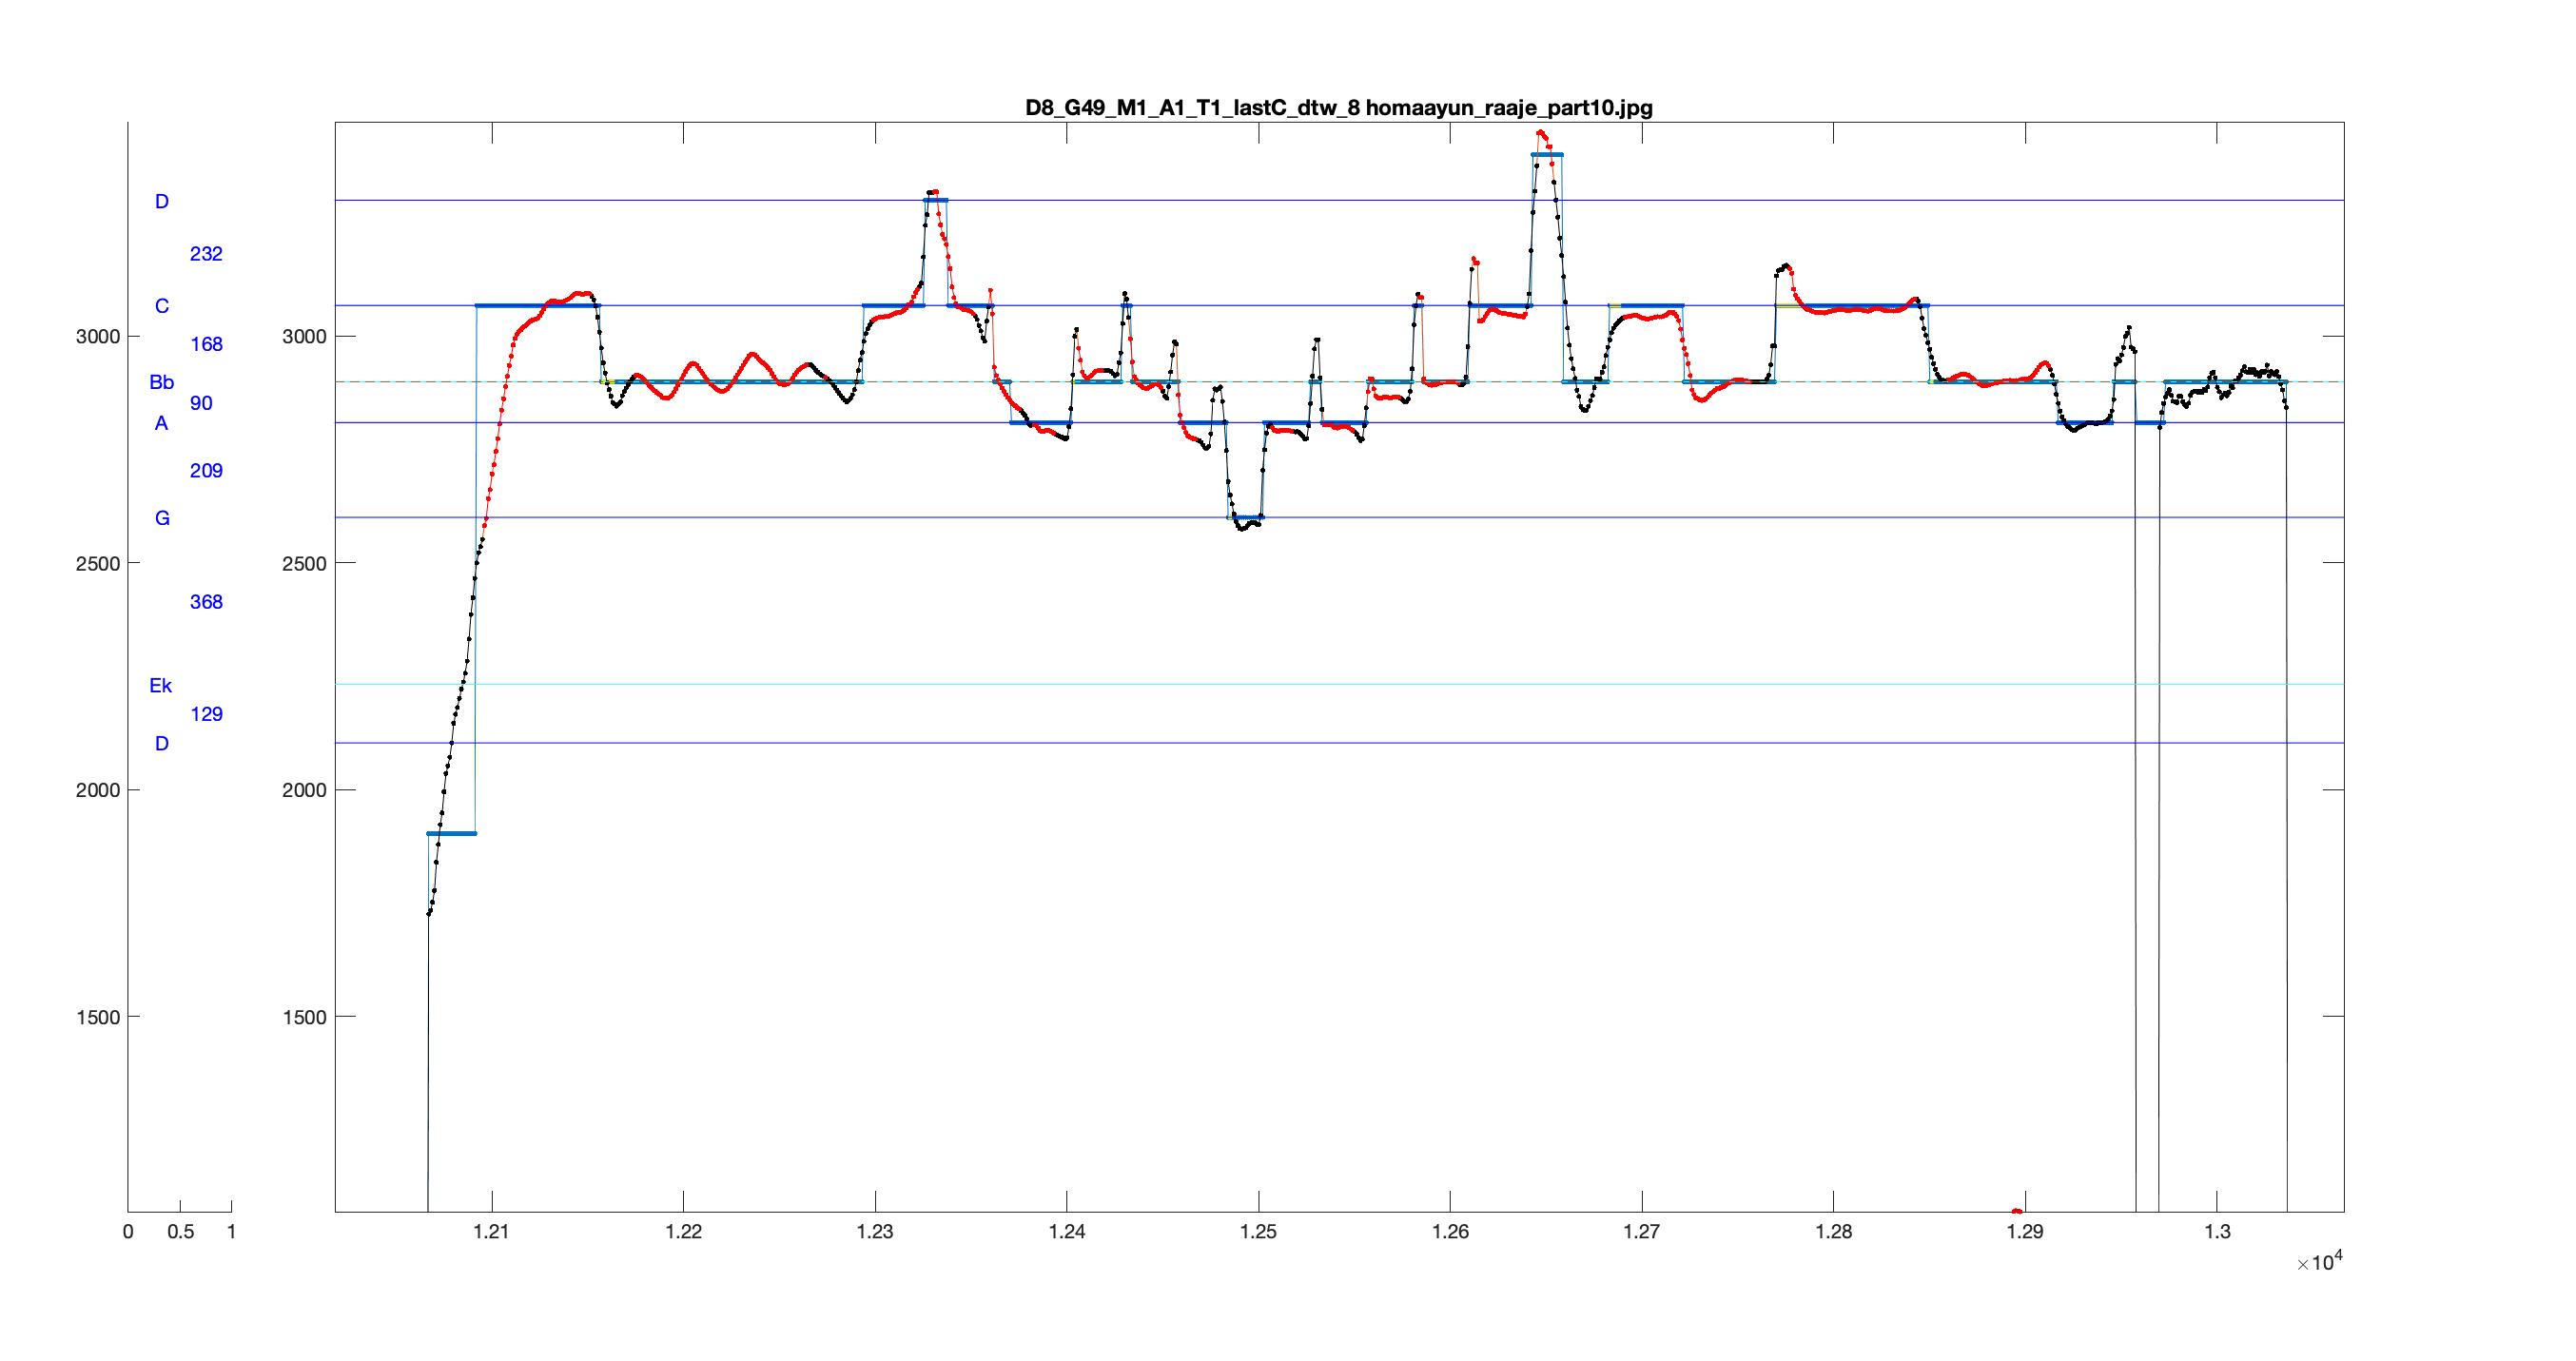 D8_G49_M1_A1_T1_lastC_dtw_8 homaayun_raaje_part10.jpg
D
232
C
3000 3000
168
Bb
90
A
209
G
2500 2500
368
Ek
129
D
2000 2000
1500 1500
0 0.5 1 1.21 1.22 1.23 1.24 1.25 1.26 1.27 1.28 1.29 1.3
×10^4